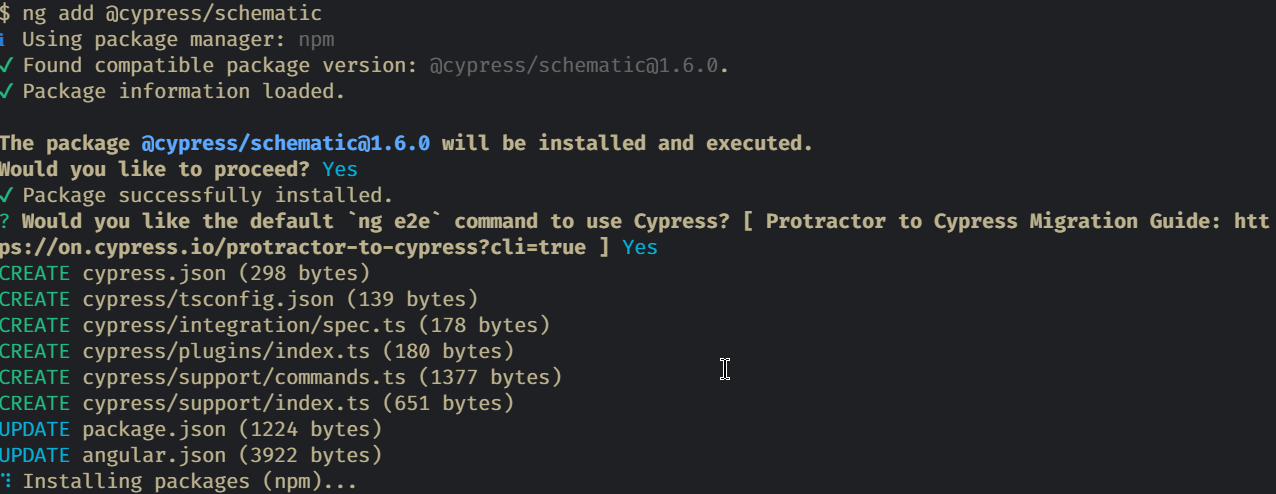 $ ng add @cypress/schematic
ℹ Using package manager: npm
✓ Found compatible package version: @cypress/schematic@1.6.0.
✓ Package information loaded.
The package @cypress/schematic@1.6.0 will be installed and executed.
Would you like to proceed? Yes
✓ Package successfully installed.
? Would you like the default `ng e2e` command to use Cypress? [ Protractor to Cypress Migration Guide: htt
ps://on.cypress.io/protractor-to-cypress?cli=true ] Yes
CREATE cypress.json (298 bytes)
CREATE cypress/tsconfig.json (139 bytes)
CREATE cypress/integration/spec.ts (178 bytes)
CREATE cypress/plugins/index.ts (180 bytes)
CREATE cypress/support/commands.ts (1377 bytes)
CREATE cypress/support/index.ts (651 bytes)
UPDATE package.json (1224 bytes)
UPDATE angular.json (3922 bytes)
⠹ Installing packages (npm)...